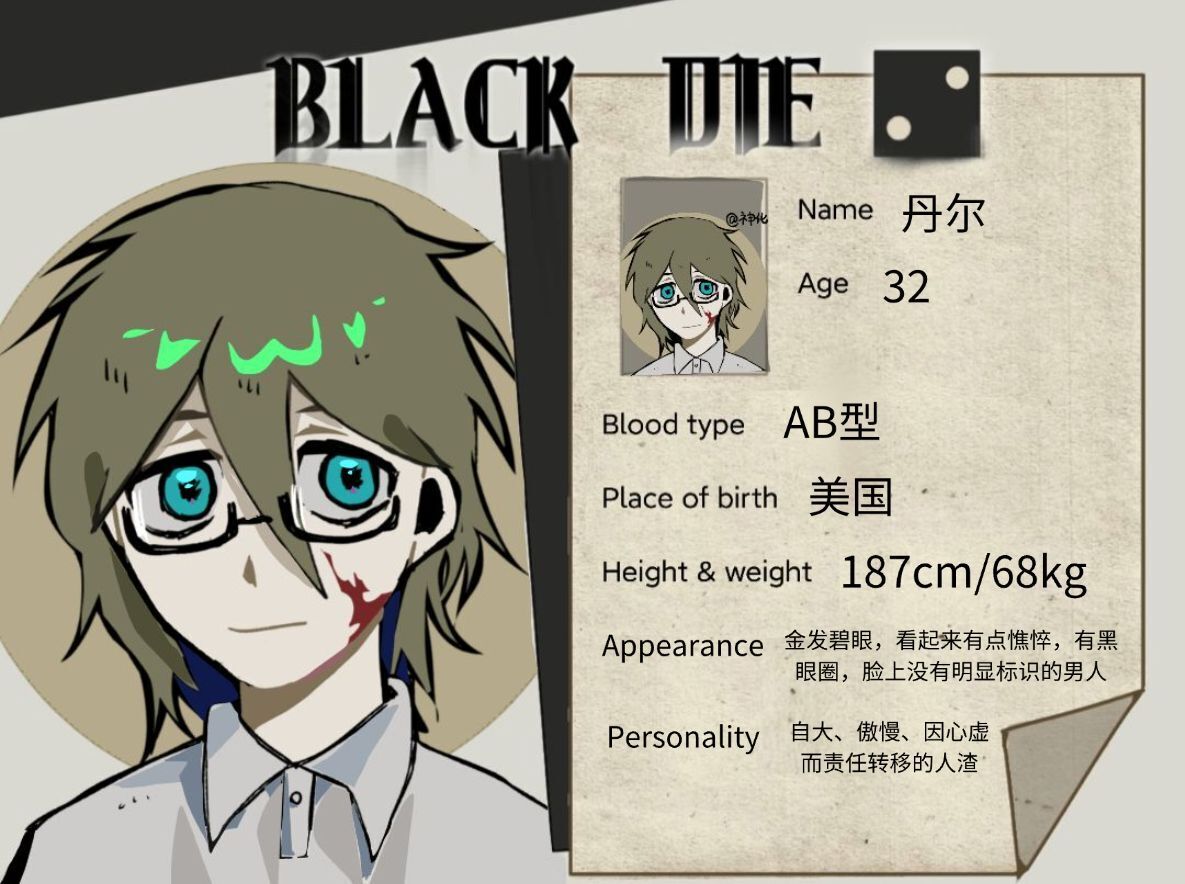 BLACK DIE
@神化
Name 丹尔
Age 32
Blood type AB型
Place of birth 美国
Height & weight 187cm/68kg
Appearance 金发碧眼，看起来有点憔悴，有黑
眼圈，脸上没有明显标识的男人
Personality 自大、傲慢、因心虚
而责任转移的人渣